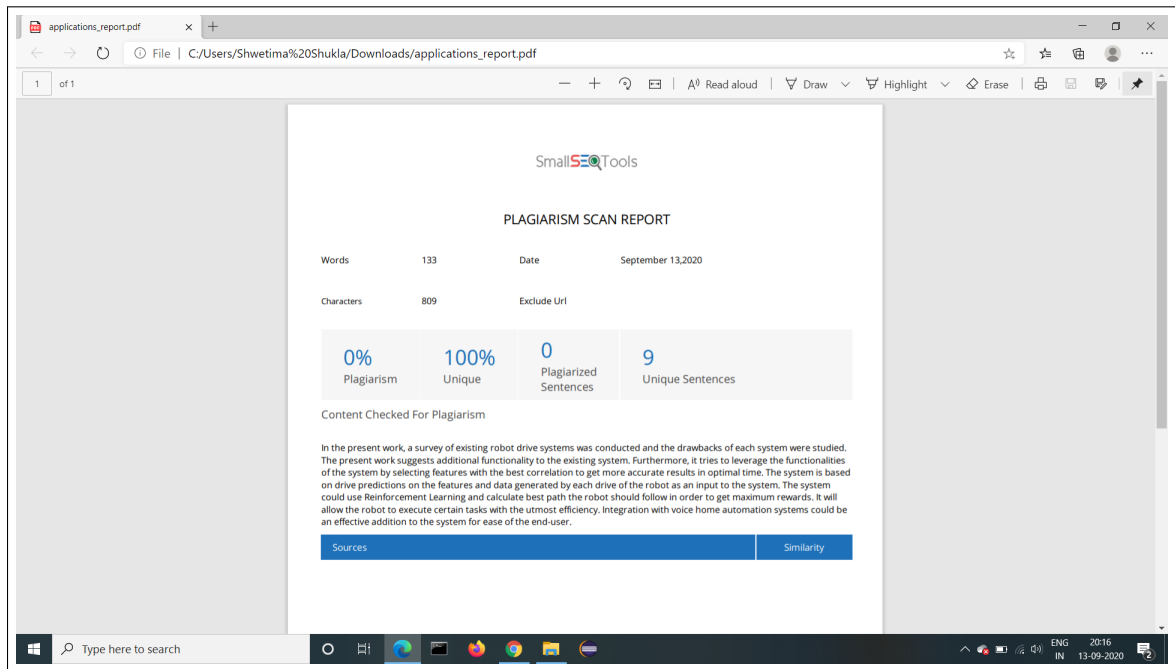 applications_report.pdf
File | C:/Users/Shwetima%20Shukla/Downloads/applications_report.pdf
1 of 1
Read aloud
Draw
Highlight
Erase
SmallSEQTools
PLAGIARISM SCAN REPORT
Words 133 Date September 13,2020
Characters 809 Exclude Url
0% 100% 0 9
Plagiarism Unique Plagiarized Sentences Unique Sentences
Content Checked For Plagiarism
In the present work, a survey of existing robot drive systems was conducted and the drawbacks of each system were studied.
The present work suggests additional functionality to the existing system. Furthermore, it tries to leverage the functionalities
of the system by selecting features with the best correlation to get more accurate results in optimal time. The system is based
on drive predictions on the features and data generated by each drive of the robot as an input to the system. The system
could use Reinforcement Learning and calculate best path the robot should follow in order to get maximum rewards. It will
allow the robot to execute certain tasks with the utmost efficiency. Integration with voice home automation systems could be
an effective addition to the system for ease of the end-user.
Sources Similarity
Type here to search
ENG 20:16
IN 13-09-2020
2